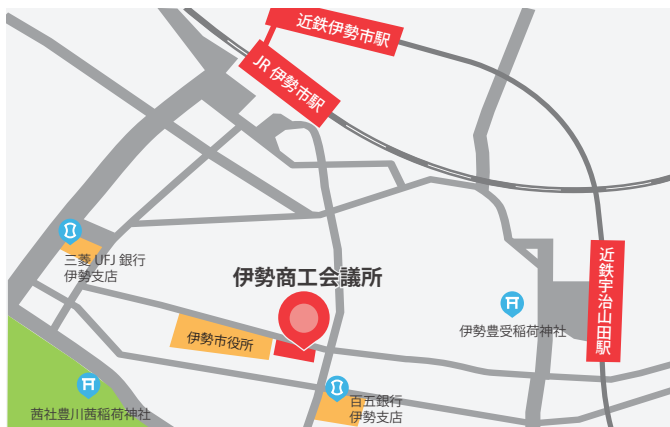 近鉄伊勢市駅
JR 伊勢市駅
三菱 UFJ 銀行
伊勢支店
伊勢商工会議所
近鉄宇治山田駅
伊勢豊受稲荷神社
伊勢市役所
百五銀行
伊勢支店
茜社豊川茜稲荷神社